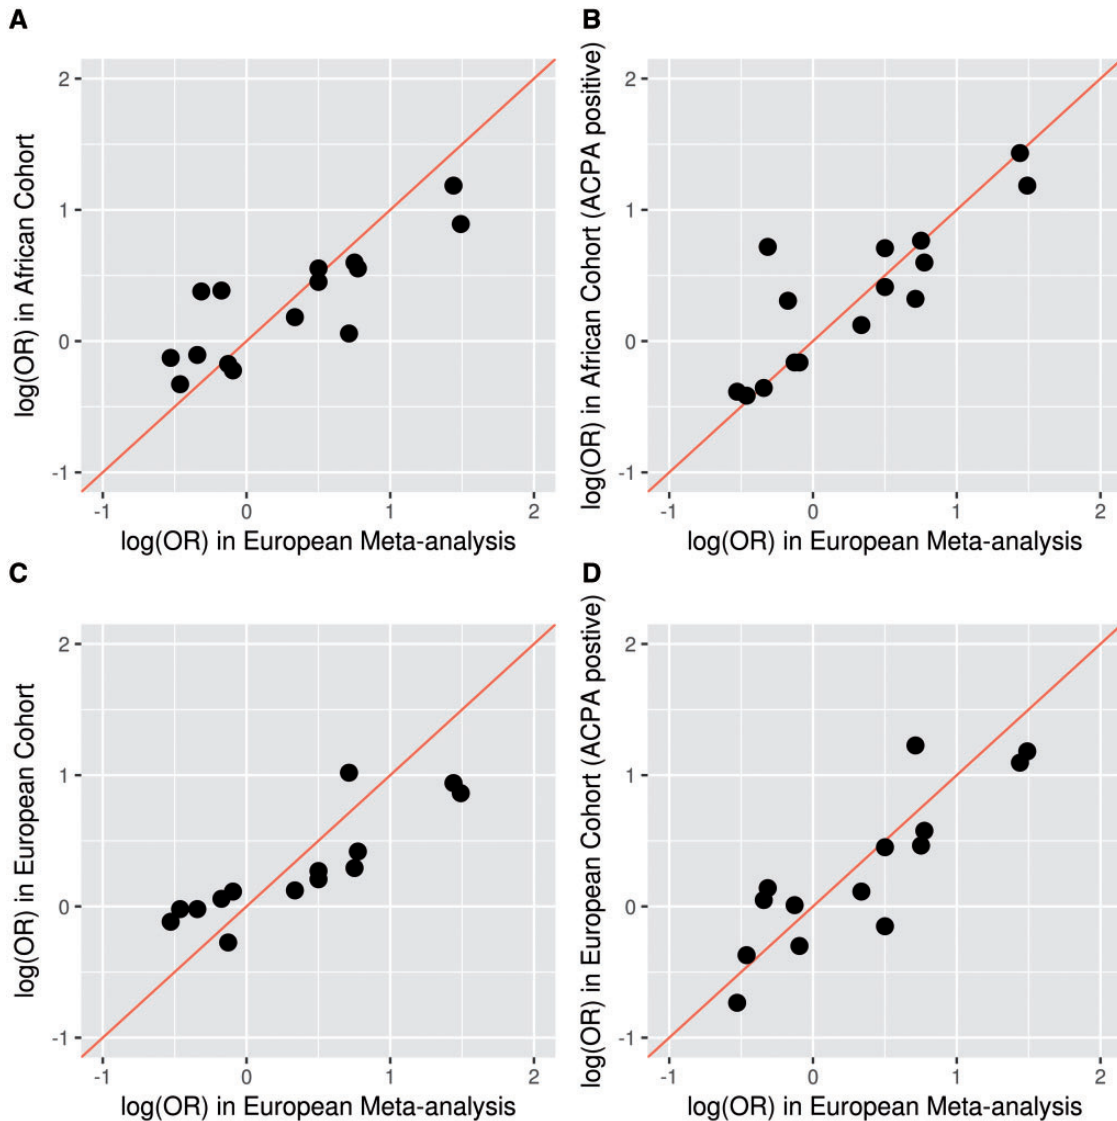 A
log(OR) in African Cohort
2
1
0
-1
-1 0 1 2
log(OR) in European Meta-analysis
B
log(OR) in African Cohort (ACPA positive)
2
1
0
-1
-1 0 1 2
log(OR) in European Meta-analysis
C
log(OR) in European Cohort
2
1
0
-1
-1 0 1 2
log(OR) in European Meta-analysis
D
log(OR) in European Cohort (ACPA postive)
2
1
0
-1
-1 0 1 2
log(OR) in European Meta-analysis